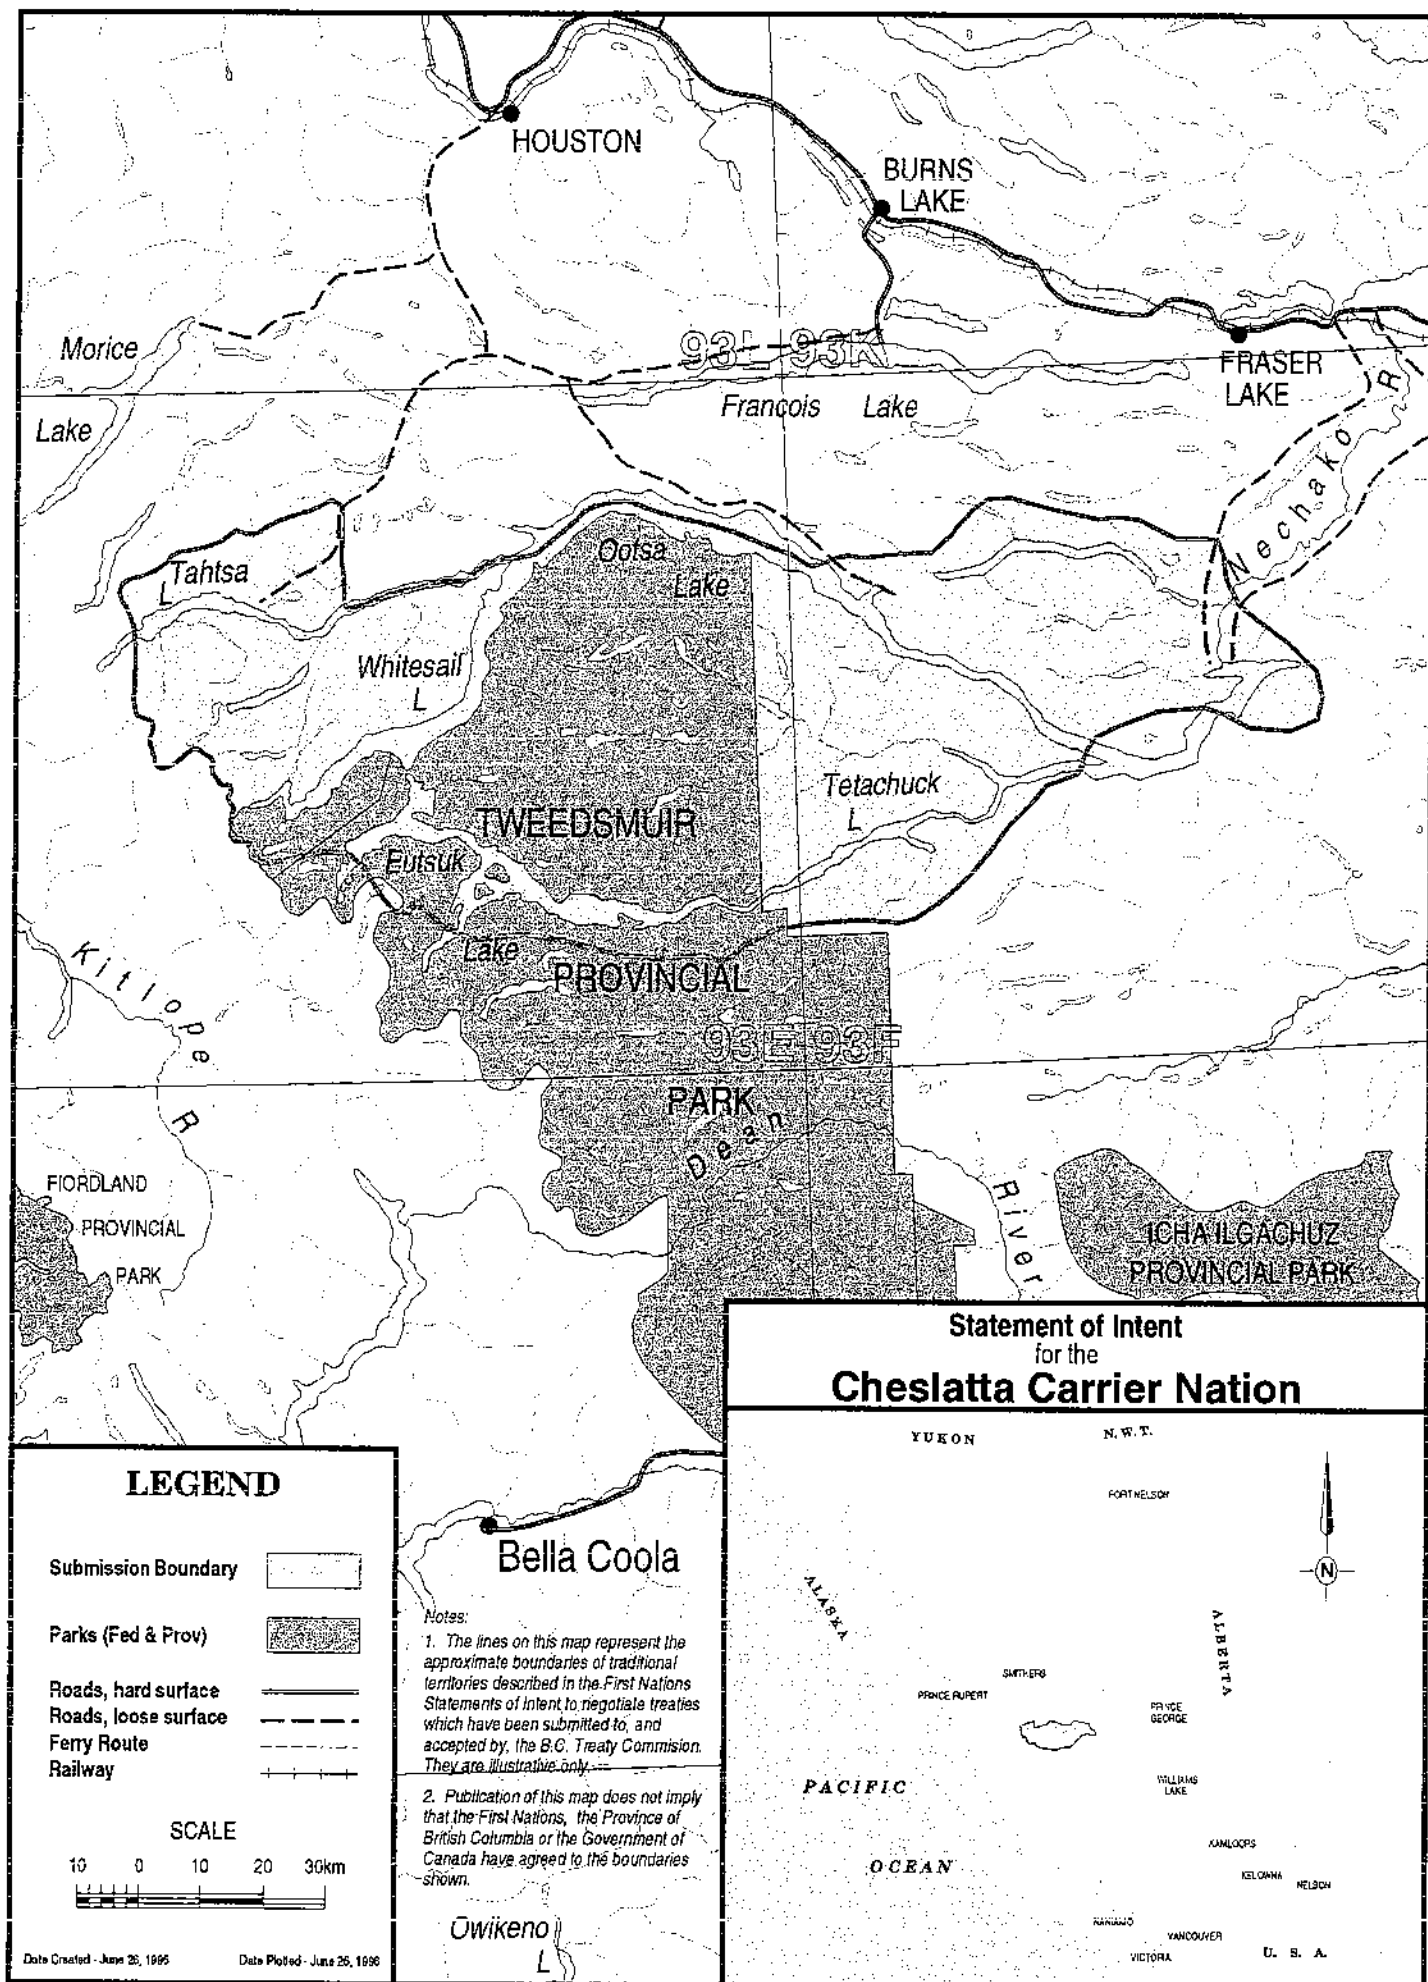 HOUSTON
BURNS
LAKE
93L 93K
Morice
Lake
Francois Lake
FRASER
LAKE
Nechako R
Tahtsa
L
Ootsa
Lake
Whitesail
L
Tetachuck
L
TWEEDSMUIR
Eutsuk
Lake
PROVINCIAL
93E 93F
PARK
Kitlope
R
Dean
River
FIORDLAND
PROVINCIAL
PARK
ICHA ILGACHUZ
PROVINCIAL PARK
Statement of Intent
for the
Cheslatta Carrier Nation
YUKON
N.W.T.
FORT NELSON
N
ALASKA
ALBERTA
SMITHERS
PRINCE RUPERT
PRINCE
GEORGE
PACIFIC
WILLIAMS
LAKE
OCEAN
KAMLOOPS
KELOWNA
NELSON
NANAIMO
VANCOUVER
VICTORIA
U. S. A.
LEGEND
Submission Boundary
Parks (Fed & Prov)
Roads, hard surface
Roads, loose surface
Ferry Route
Railway
SCALE
10 0 10 20 30km
Date Plotted - June 26, 1996
Bella Coola
Notes:
1. The lines on this map represent the
approximate boundaries of traditional
territories described in the First Nations
Statements of Intent to negotiate treaties
which have been submitted to, and
accepted by, the B.C. Treaty Commision.
They are illustrative only.
2. Publication of this map does not imply
that the First Nations, the Province of
British Columbia or the Government of
Canada have agreed to the boundaries
shown.
Owikeno
L